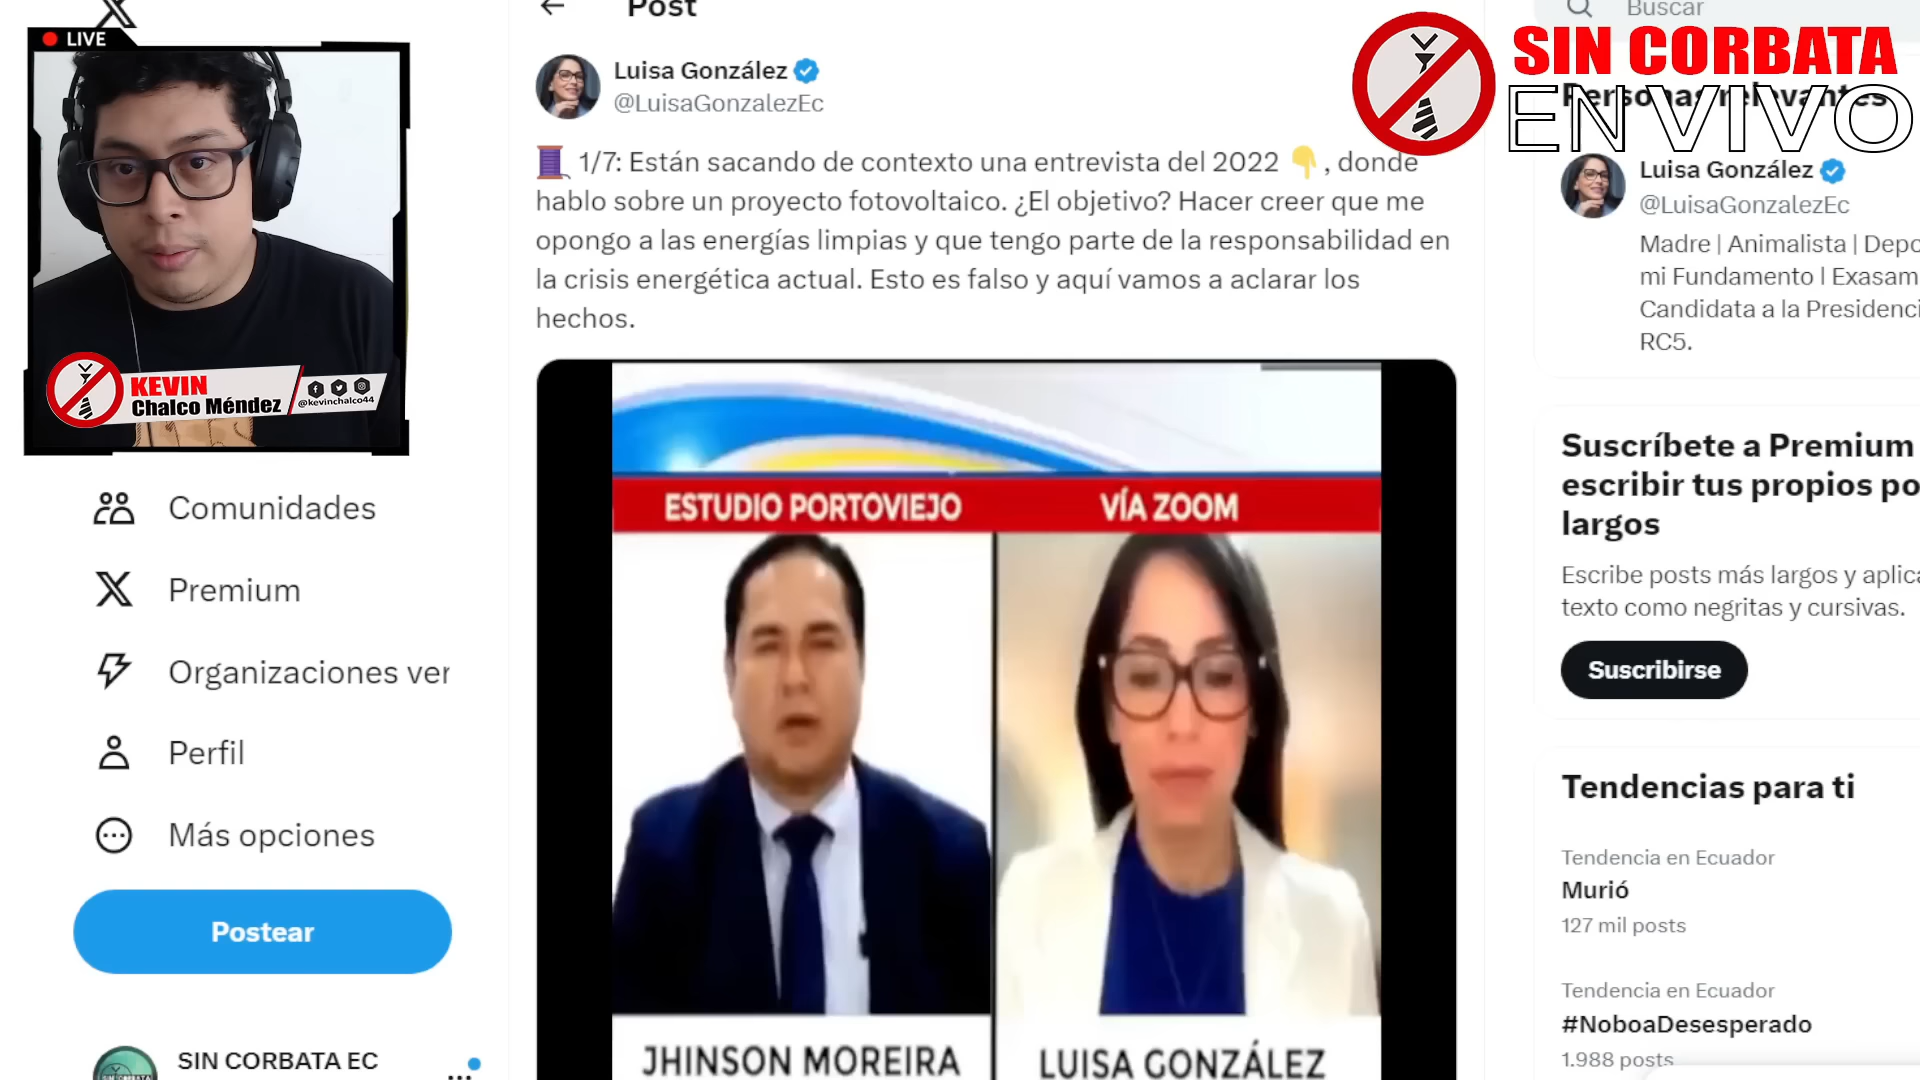 LIVE
KEVIN
Chalco Méndez
@kevinchalco44
Comunidades
Premium
Organizaciones ver
Perfil
Más opciones
Postear
SIN CORBATA EC
Post
Luisa González
@LuisaGonzalezEc
1/7: Están sacando de contexto una entrevista del 2022 , donde
hablo sobre un proyecto fotovoltaico. ¿El objetivo? Hacer creer que me
opongo a las energías limpias y que tengo parte de la responsabilidad en
la crisis energética actual. Esto es falso y aquí vamos a aclarar los
hechos.
ESTUDIO PORTOVIEJO
VÍA ZOOM
JHINSON MOREIRA
LUISA GONZÁLEZ
Buscar
SIN CORBATA
EN VIVO
Personas relevantes
Luisa González
@LuisaGonzalezEc
Madre | Animalista | Depo
mi Fundamento | Exasam
Candidata a la Presidenci
RC5.
Suscríbete a Premium
escribir tus propios po
largos
Escribe posts más largos y aplica
texto como negritas y cursivas.
Suscribirse
Tendencias para ti
Tendencia en Ecuador
Murió
127 mil posts
Tendencia en Ecuador
#NoboaDesesperado
1.988 posts